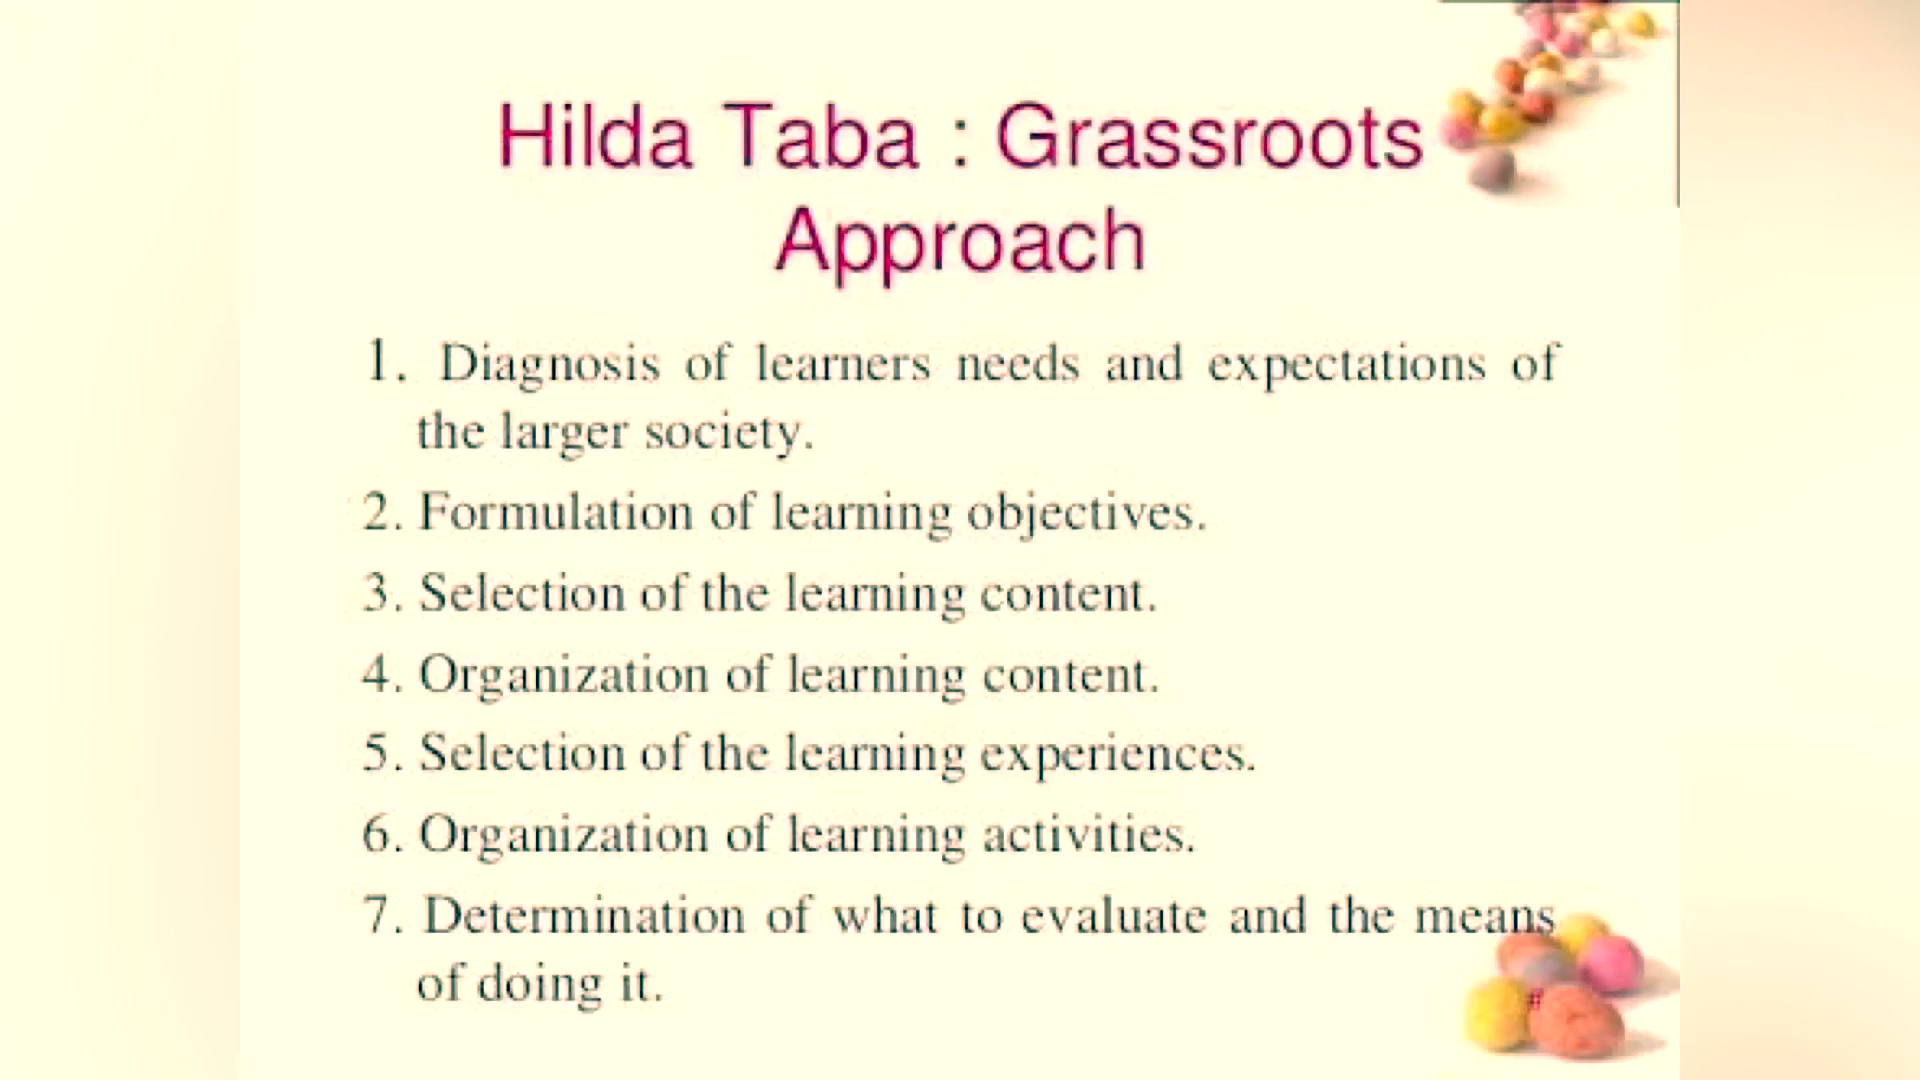 Hilda Taba : Grassroots
Approach
1. Diagnosis of learners needs and expectations of
the larger society.
2. Formulation of learning objectives.
3. Selection of the learning content.
4. Organization of learning content.
5. Selection of the learning experiences.
6. Organization of learning activities.
7. Determination of what to evaluate and the means
of doing it.
#